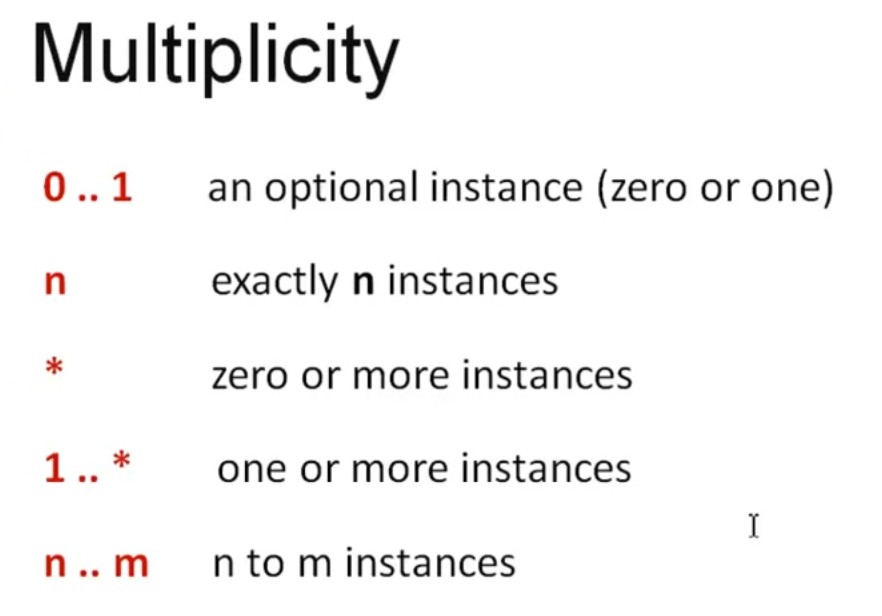 Multiplicity
0 .. 1 an optional instance (zero or one)
n exactly n instances
* zero or more instances
1 .. * one or more instances
n .. m n to m instances